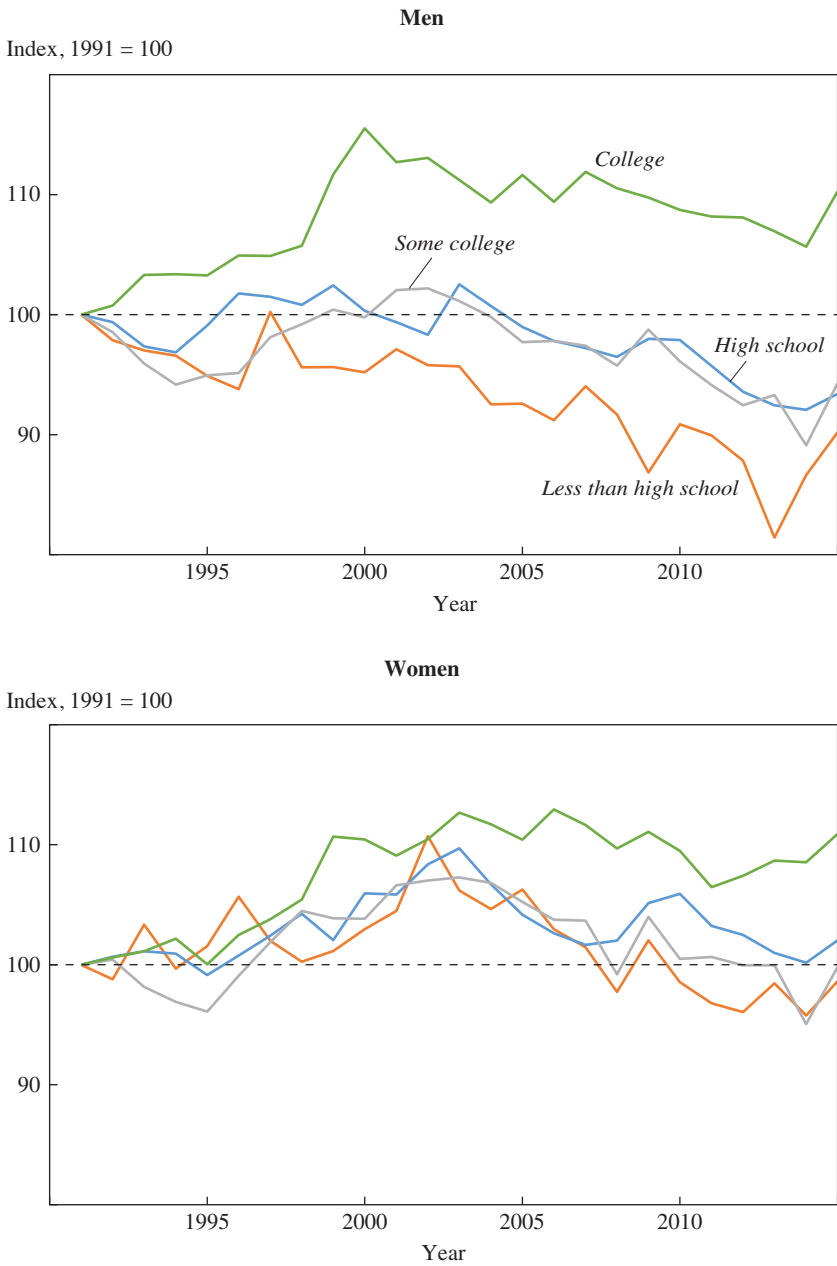 Men
Index, 1991 = 100
College
110
Some college
100
High school
90
Less than high school
1995 2000 2005 2010
Year
Women
Index, 1991 = 100
110
100
90
1995 2000 2005 2010
Year